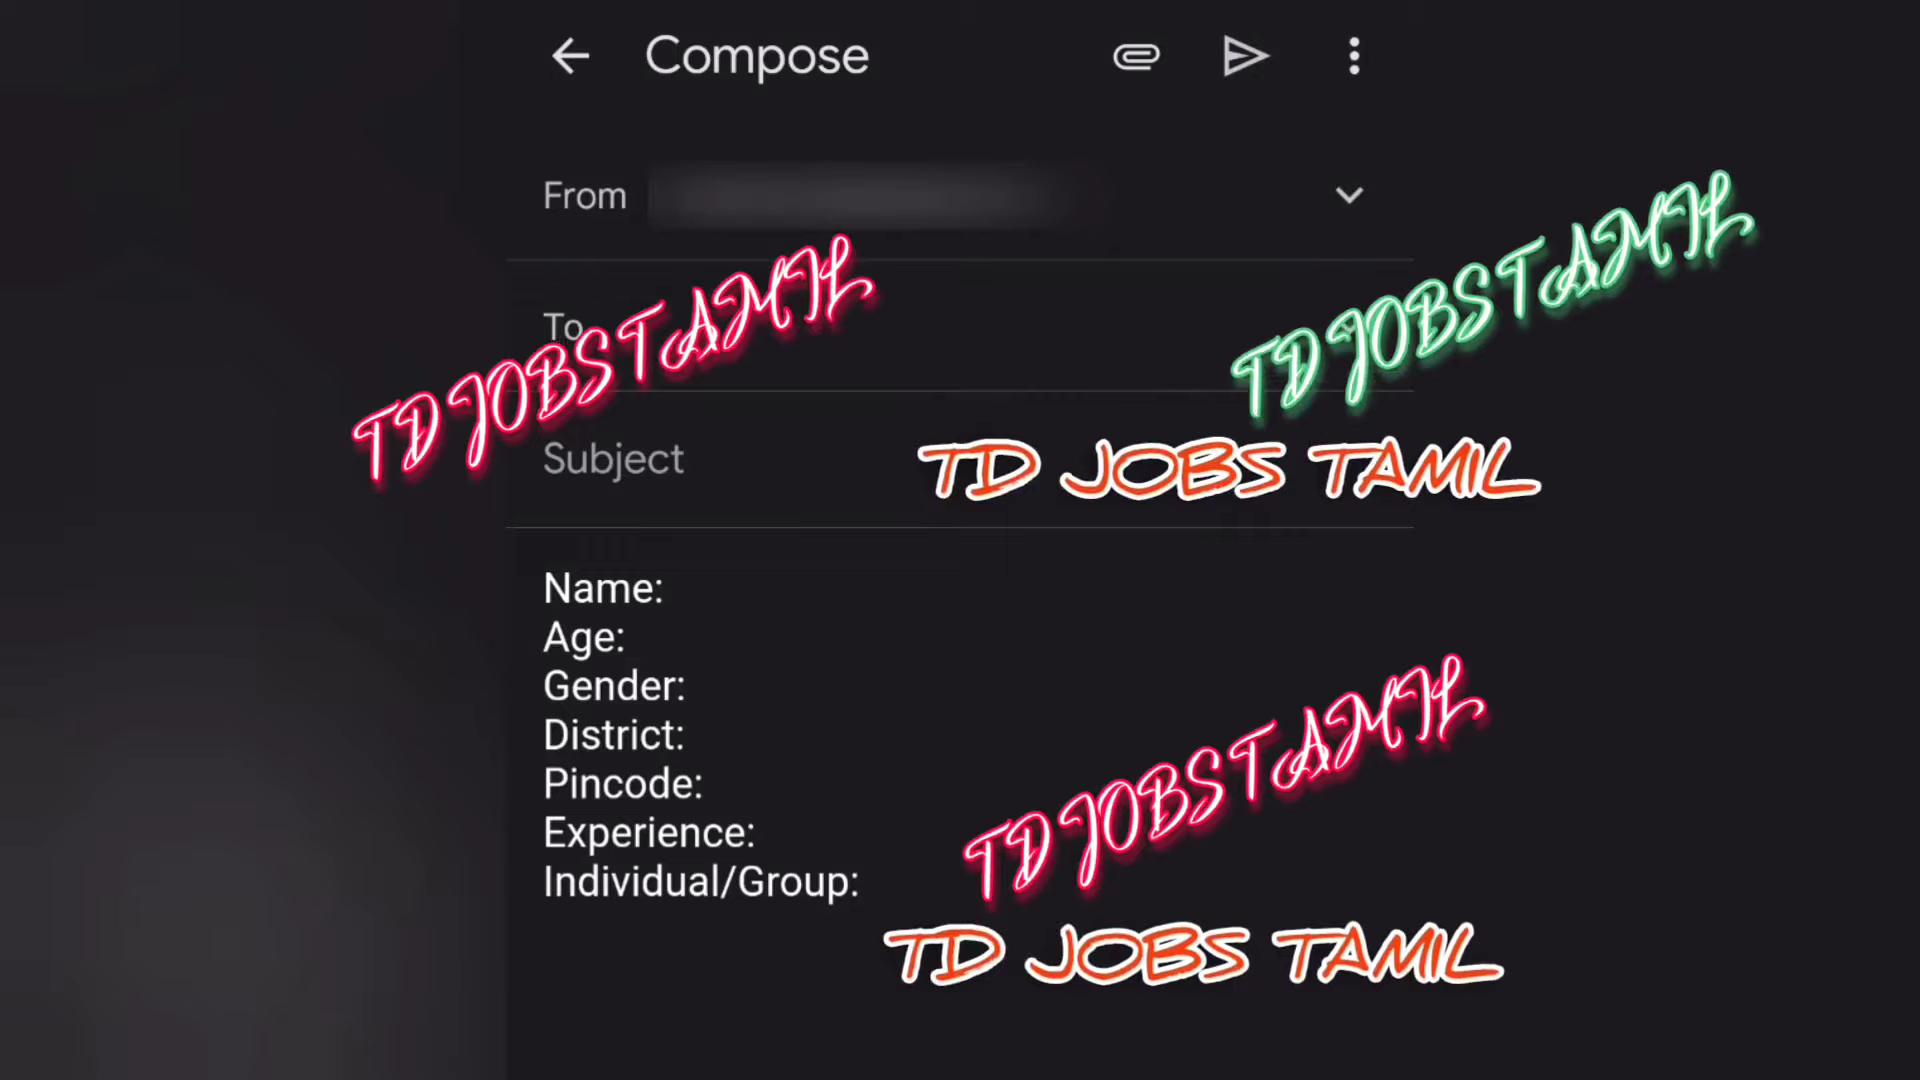 Compose
From
TD JOBS TAMIL
TD JOBS TAMIL
To
Subject
TD JOBS TAMIL
Name:
Age:
Gender:
District:
Pincode:
Experience:
Individual/Group:
TD JOBS TAMIL
TD JOBS TAMIL